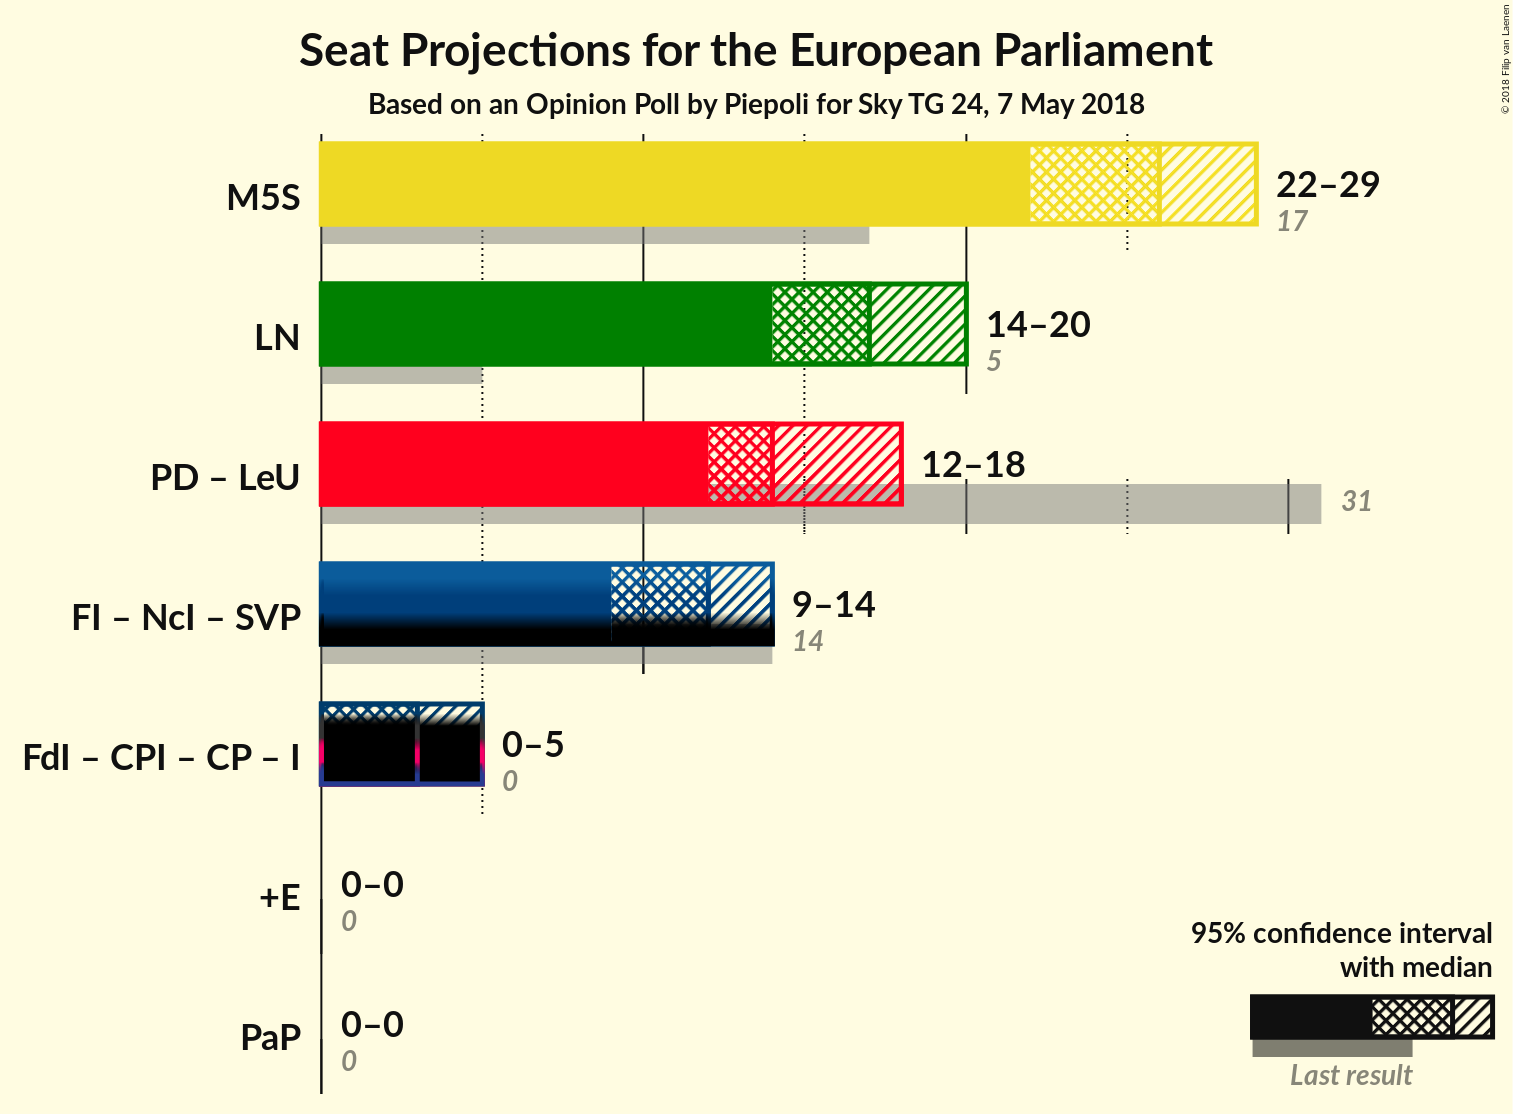 Seat Projections for the European Parliament
Based on an Opinion Poll by Piepoli for Sky TG 24, 7 May 2018
© 2018 Filip van Laenen
M5S
22–29
17
LN
14–20
5
PD – LeU
12–18
31
FI – NcI – SVP
9–14
14
FdI – CPI – CP – I
0–5
0
+E
0–0
0
PaP
0–0
0
95% confidence interval
with median
Last result